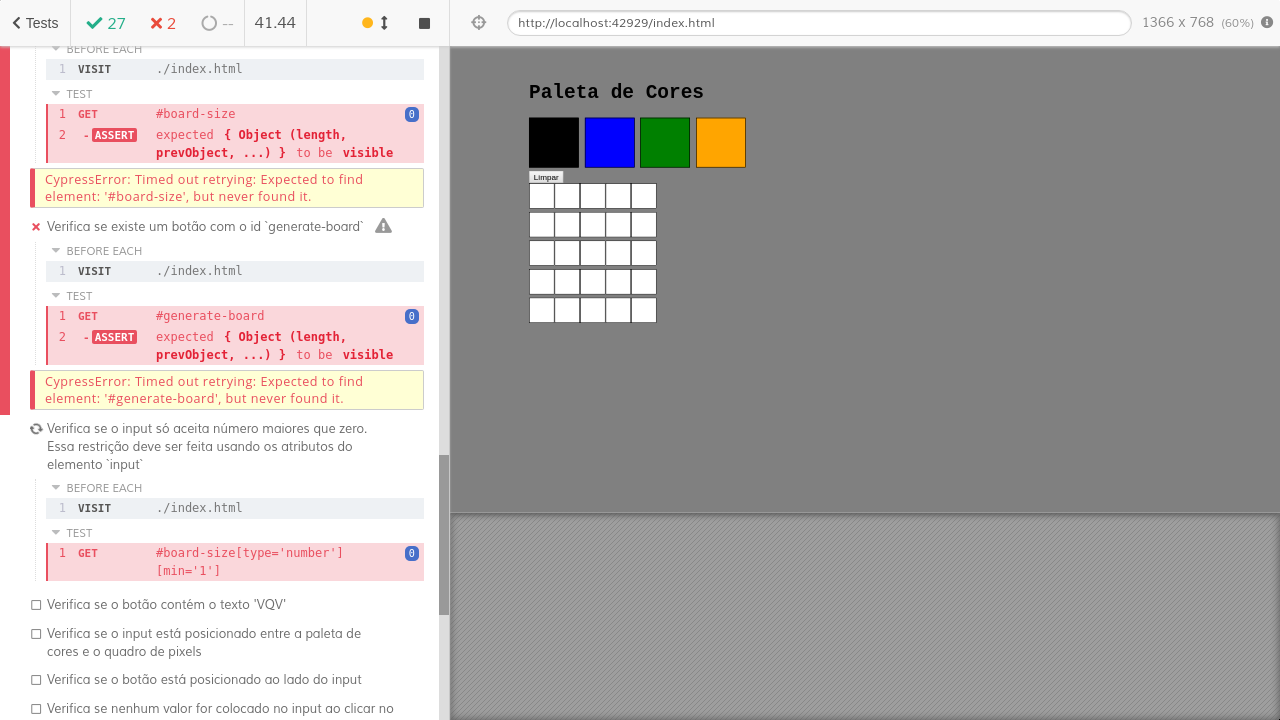 Tests
27
2
--
41.44
http://localhost:42929/index.html
1366 x 768 (60%)
BEFORE EACH
1 VISIT ./index.html
TEST
1 GET #board-size 0
2 -ASSERT expected { Object (length,
prevObject, ...) } to be visible
CypressError: Timed out retrying: Expected to find
element: '#board-size', but never found it.
Verifica se existe um botão com o id `generate-board`
BEFORE EACH
1 VISIT ./index.html
TEST
1 GET #generate-board 0
2 -ASSERT expected { Object (length,
prevObject, ...) } to be visible
CypressError: Timed out retrying: Expected to find
element: '#generate-board', but never found it.
Verifica se o input só aceita número maiores que zero.
Essa restrição deve ser feita usando os atributos do
elemento `input`
BEFORE EACH
1 VISIT ./index.html
TEST
1 GET #board-size[type='number'] 0
[min='1']
Verifica se o botão contém o texto 'VQV'
Verifica se o input está posicionado entre a paleta de
cores e o quadro de pixels
Verifica se o botão está posicionado ao lado do input
Verifica se nenhum valor for colocado no input ao clicar no
Paleta de Cores
Limpar